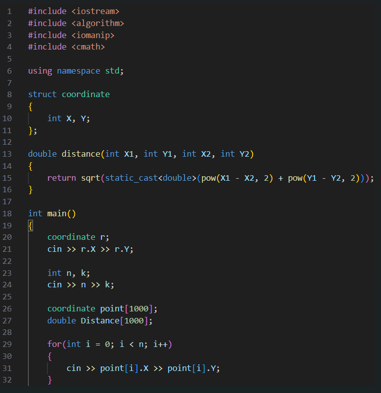 1 #include <iostream>
2 #include <algorithm>
3 #include <iomanip>
4 #include <cmath>
5
6 using namespace std;
7
8 struct coordinate
9 {
10     int X, Y;
11 };
12
13 double distance(int X1, int Y1, int X2, int Y2)
14 {
15     return sqrt(static_cast<double>(pow(X1 - X2, 2) + pow(Y1 - Y2, 2)));
16 }
17
18 int main()
19 {
20     coordinate r;
21     cin >> r.X >> r.Y;
22
23     int n, k;
24     cin >> n >> k;
25
26     coordinate point[1000];
27     double Distance[1000];
28
29     for(int i = 0; i < n; i++)
30     {
31         cin >> point[i].X >> point[i].Y;
32     }